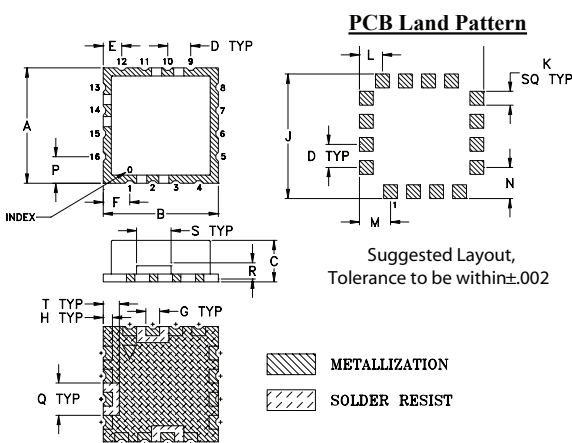 PCB Land Pattern
E
D TYP
12 11 10 9
13
14
15
16
8
7
6
5
A
P
0
1 2 3 4
F
INDEX
B
L
K
SQ TYP
J
D TYP
N
M
1
S TYP
R
C
Suggested Layout,
Tolerance to be within±.002
T TYP
H TYP
G TYP
Q TYP
METALLIZATION
SOLDER RESIST